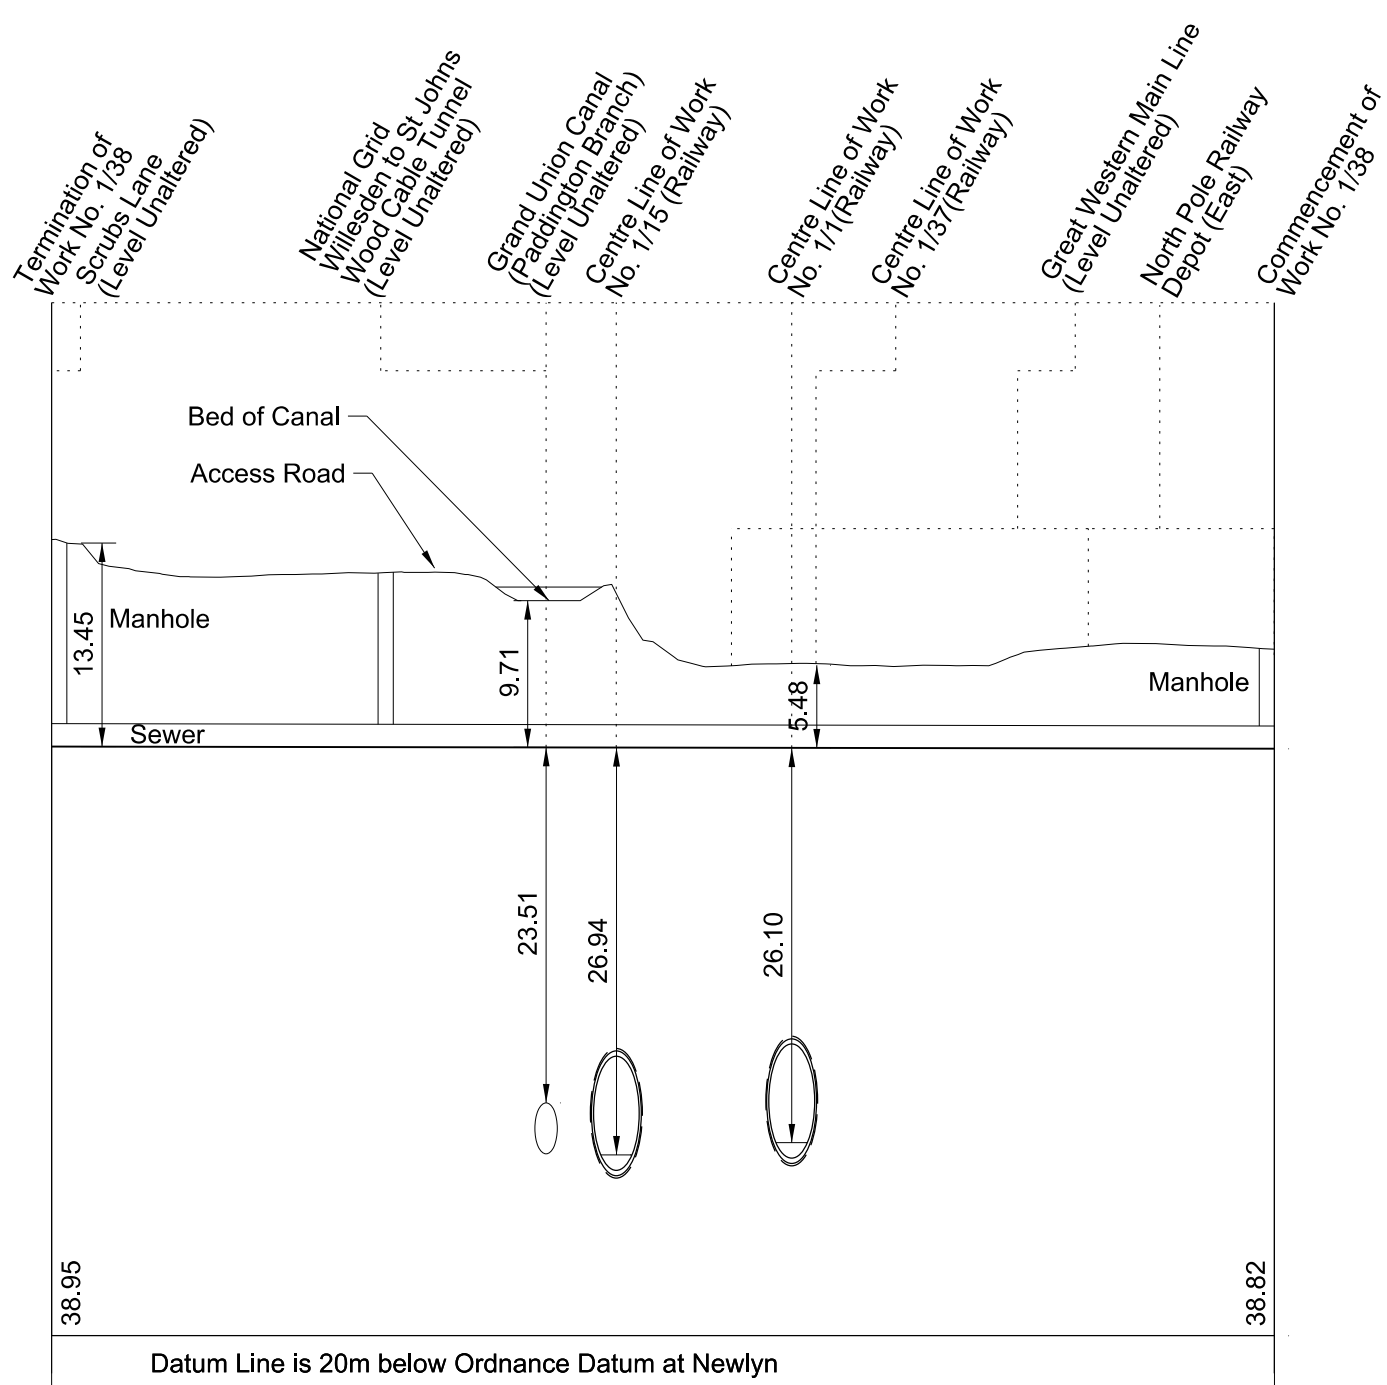 Termination of
Work No. 1/38
Scrubs Lane
(Level Unaltered)
National Grid
Willesden to St Johns
Wood Cable Tunnel
(Level Unaltered)
Grand Union Canal
(Paddington Branch)
(Level Unaltered)
Centre Line of Work
No. 1/15 (Railway)
Centre Line of Work
No. 1/1(Railway)
Centre Line of Work
No. 1/37(Railway)
Great Western Main Line
(Level Unaltered)
North Pole Railway
Depot (East)
Commencement of
Work No. 1/38
Bed of Canal
Access Road
13.45
Manhole
9.71
5.48
Manhole
Sewer
23.51
26.94
26.10
38.95
38.82
Datum Line is 20m below Ordnance Datum at Newlyn